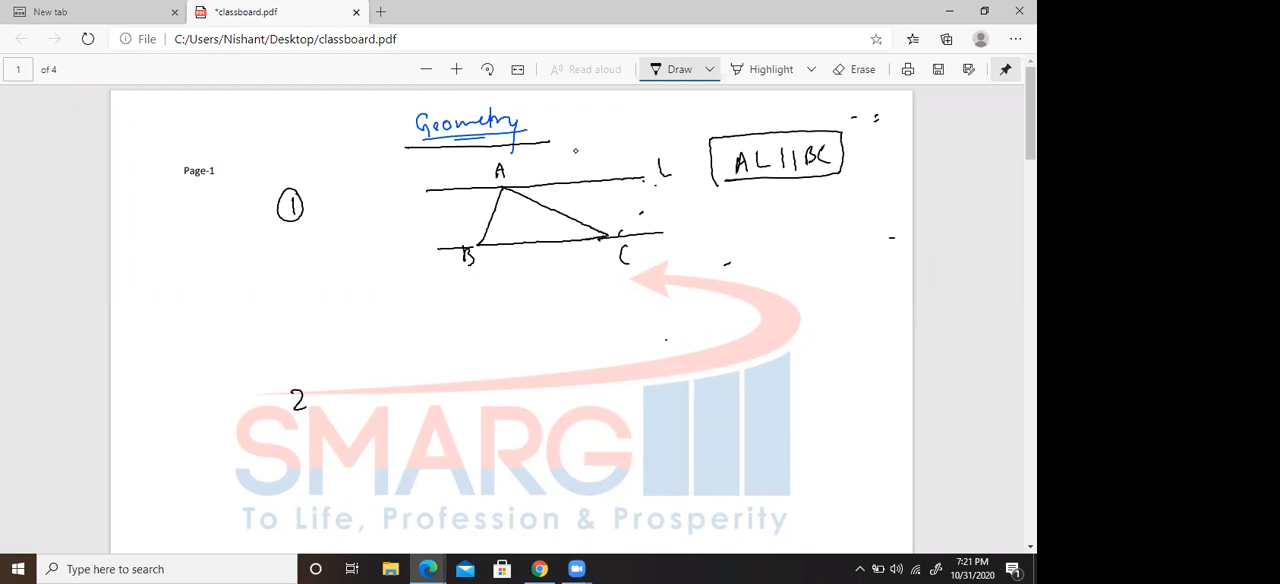 New tab
*classboard.pdf
File
C:/Users/Nishant/Desktop/classboard.pdf
1 of 4
Read aloud
Draw
Highlight
Erase
Geometry
Page-1
A
L
AL||BC
1
B
C
2
SMARG
To Life, Profession & Prosperity
Type here to search
7:21 PM
10/31/2020
1